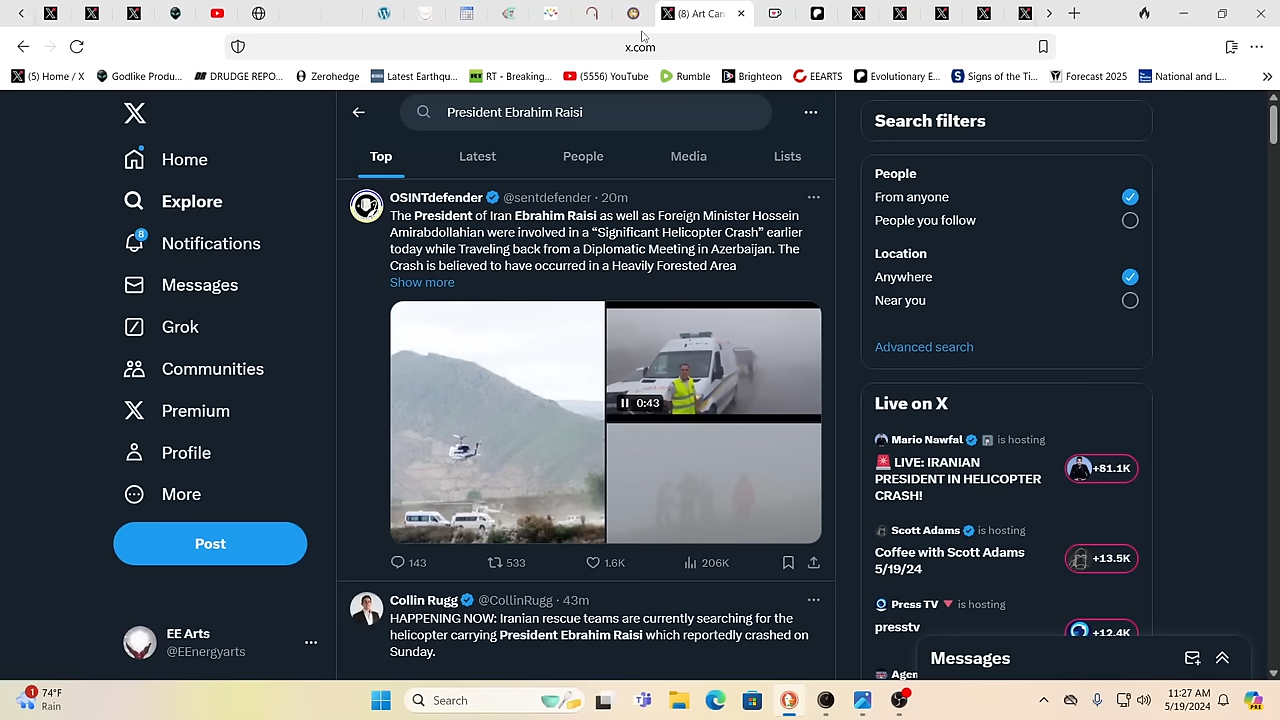 (8) Art Can
x.com
(5) Home / X
Godlike Produ...
DRUDGE REPO...
Zerohedge
Latest Earthqu...
RT - Breaking...
(5556) YouTube
Rumble
Brighteon
EEARTS
Evolutionary E...
Signs of the Ti...
Forecast 2025
National and L...
Home
Explore
8
Notifications
Messages
Grok
Communities
Premium
Profile
More
Post
EE Arts
@EEnergyarts
President Ebrahim Raisi
Top
Latest
People
Media
Lists
OSINTdefender @sentdefender · 20m
The President of Iran Ebrahim Raisi as well as Foreign Minister Hossein
Amirabdollahian were involved in a “Significant Helicopter Crash” earlier
today while Traveling back from a Diplomatic Meeting in Azerbaijan. The
Crash is believed to have occurred in a Heavily Forested Area
Show more
0:43
143
533
1.6K
206K
Collin Rugg @CollinRugg · 43m
HAPPENING NOW: Iranian rescue teams are currently searching for the
helicopter carrying President Ebrahim Raisi which reportedly crashed on
Sunday.
Search filters
People
From anyone
People you follow
Location
Anywhere
Near you
Advanced search
Live on X
Mario Nawfal is hosting
LIVE: IRANIAN
PRESIDENT IN HELICOPTER
CRASH!
+81.1K
Scott Adams is hosting
Coffee with Scott Adams
5/19/24
+13.5K
Press TV is hosting
presstv
+12.4K
Messages
1
74°F
Rain
Search
11:27 AM
5/19/2024
PRE